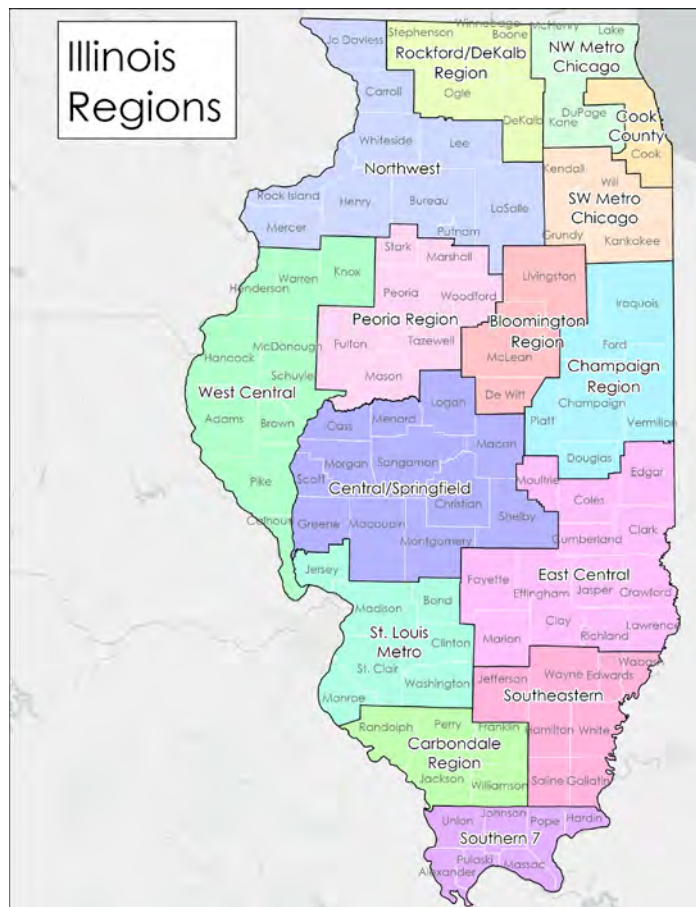 Illinois
Regions
Winnebago
McHenry
Lake
Stephenson
Boone
Jo Daviess
Rockford/DeKalb
Region
NW Metro
Chicago
Carroll
Ogle
DeKalb
Kane
DuPage
Cook
County
Cook
Whiteside
Lee
Northwest
Kendall
Will
SW Metro
Chicago
Rock Island
Henry
Bureau
LaSalle
Mercer
Putnam
Grundy
Kankakee
Stark
Marshall
Knox
Warren
Henderson
Peoria
Woodford
Livingston
Iroquois
Peoria Region
Bloomington
Region
McDonough
Hancock
Fulton
Tazewell
McLean
Ford
Champaign
Region
Schuyle
West Central
Mason
De Witt
Champaign
Logan
Adams
Brown
Cass
Menard
Piatt
Vermilion
Macon
Morgan
Sangamon
Douglas
Edgar
Pike
Scott
Central/Springfield
Moultrie
Coles
Christian
Calhoun
Greene
Macoupin
Shelby
Clark
Cumberland
Montgomery
Jersey
Fayette
East Central
Effingham
Jasper
Crawford
Madison
Bond
Clay
Lawrence
St. Louis
Metro
Clinton
Marion
Richland
St. Clair
Washington
Jefferson
Wayne
Edwards
Wabash
Monroe
Southeastern
Randolph
Perry
Franklin
Hamilton
White
Carbondale
Region
Jackson
Williamson
Saline
Gallatin
Union
Johnson
Pope
Hardin
Southern 7
Pulaski
Massac
Alexander